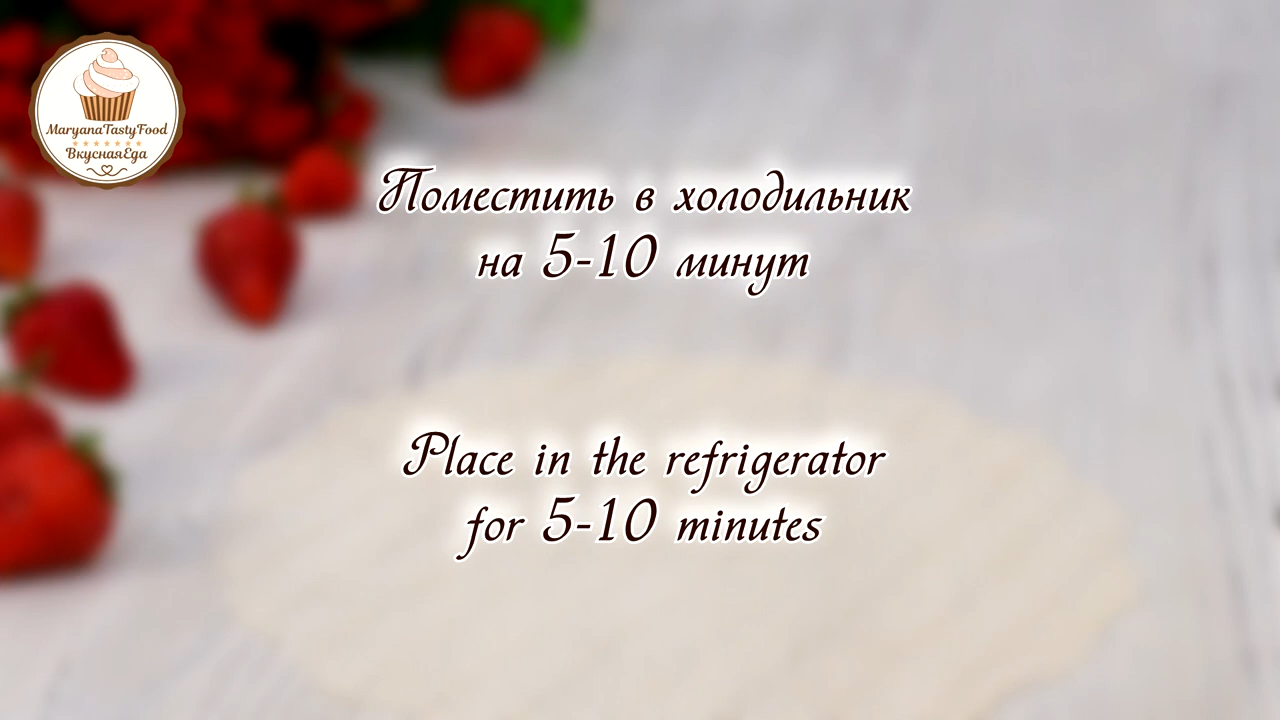 MaryanaTastyFood
ВкуснаяЕда
Поместить в холодильник
на 5-10 минут
Place in the refrigerator
for 5-10 minutes